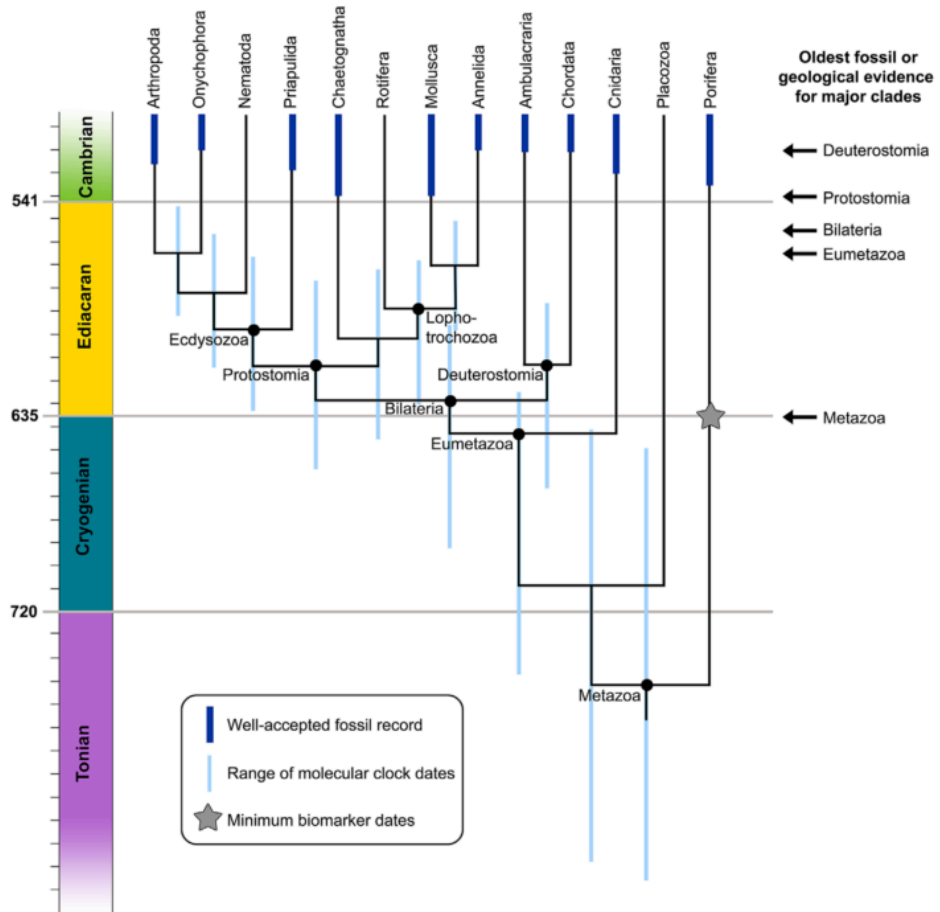 Arthropoda
Onychophora
Nematoda
Priapulida
Chaetognatha
Rotifera
Mollusca
Annelida
Ambulacraria
Chordata
Cnidaria
Placozoa
Porifera
Oldest fossil or
geological evidence
for major clades
Cambrian
Deuterostomia
Protostomia
541
Bilateria
Eumetazoa
Ediacaran
Lopho-
trochozoa
Ecdysozoa
Protostomia
Deuterostomia
Bilateria
635
Metazoa
Eumetazoa
Cryogenian
720
Metazoa
Tonian
Well-accepted fossil record
Range of molecular clock dates
Minimum biomarker dates